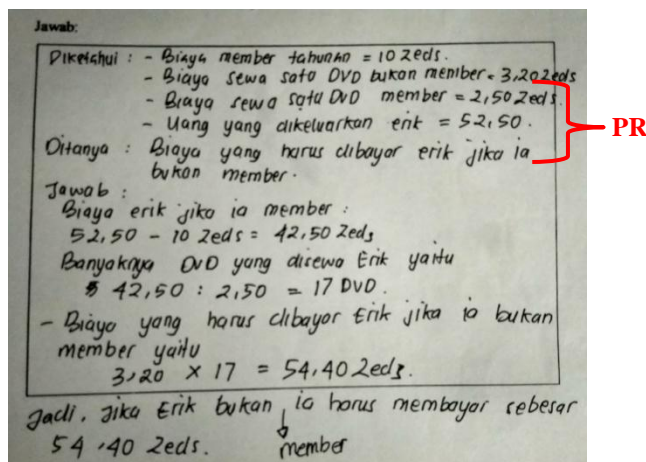 Jawab:
Diketahui : - Biaya member tahunan = 10 Zeds.
- Biaya sewa satu DVD bukan member = 3,20 Zeds
- Biaya sewa satu DVD member = 2,50 Zeds.
- Uang yang dikeluarkan erik = 52,50.
PR
Ditanya : Biaya yang harus dibayar erik jika ia
bukan member.
Jawab :
Biaya erik jika ia member :
52,50 - 10 Zeds = 42,50 Zeds
Banyaknya DVD yang disewa Erik yaitu
42,50 : 2,50 = 17 DVD.
- Biaya yang harus dibayar Erik jika ia bukan
member yaitu
3,20 × 17 = 54,40 Zeds.
Jadi, jika Erik bukan ia harus membayar sebesar
54,40 Zeds. member